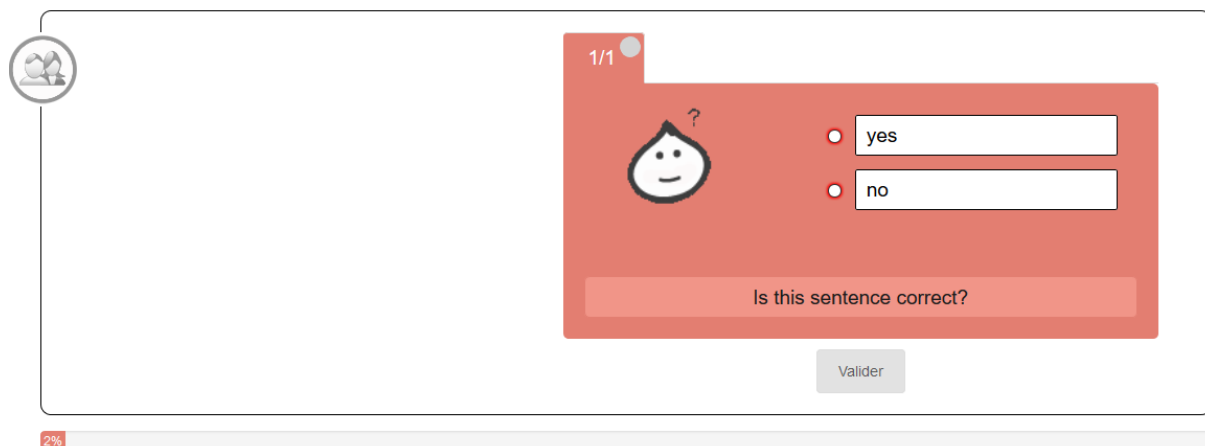 1/1
?
yes
no
Is this sentence correct?
Valider
2%